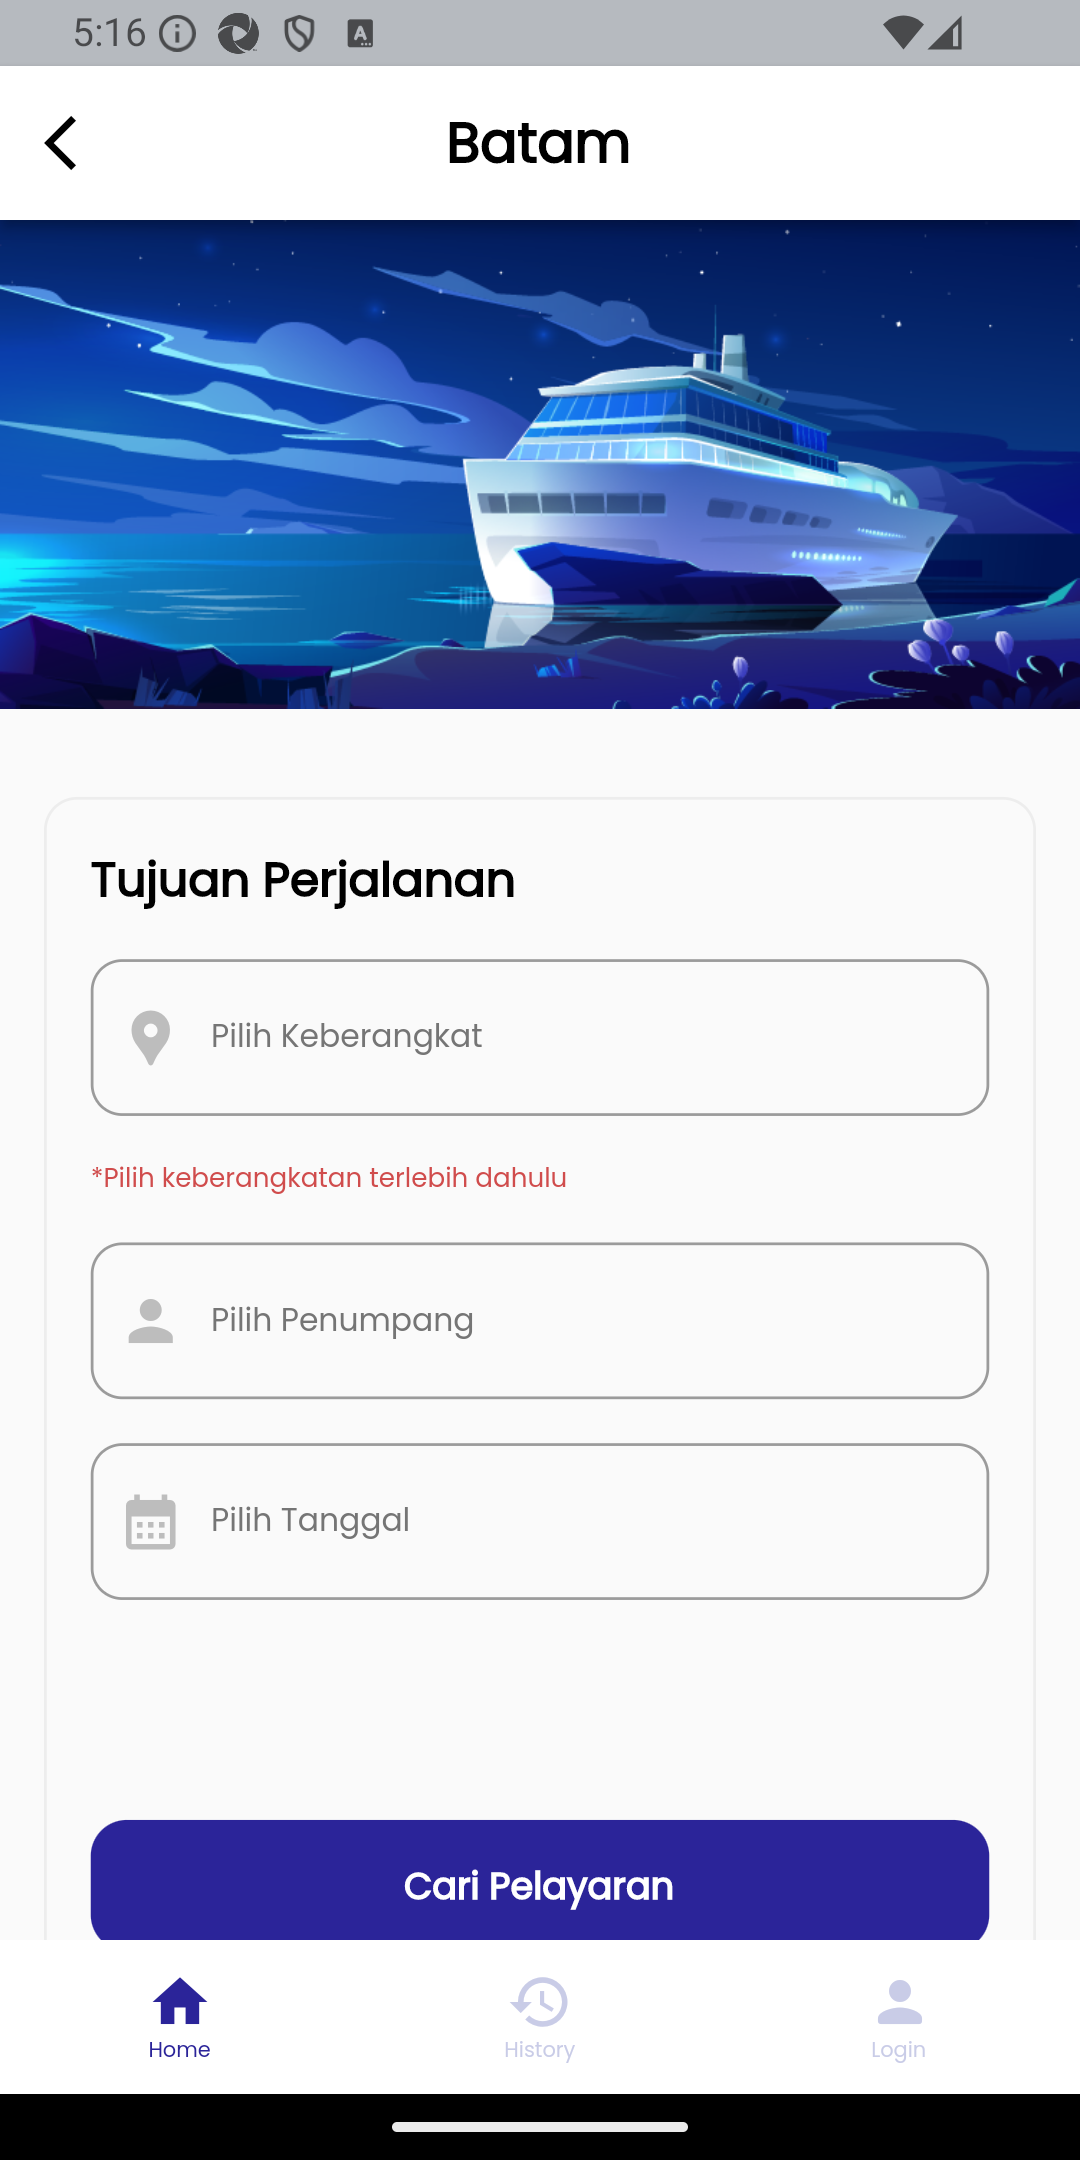 5:16
Batam
Tujuan Perjalanan
Pilih Keberangkat
*Pilih keberangkatan terlebih dahulu
Pilih Penumpang
Pilih Tanggal
Cari Pelayaran
Home
History
Login